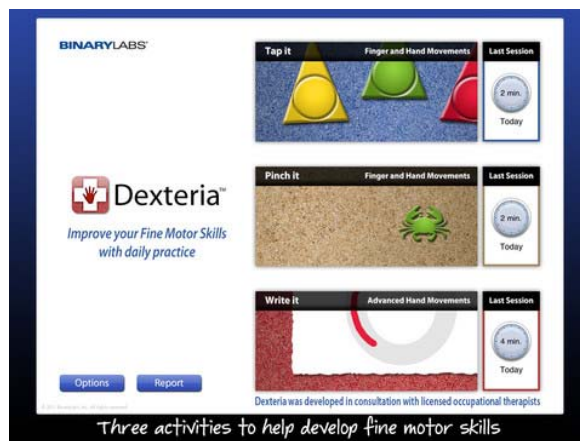 BINARYLABS
Tap it Finger and Hand Movements Last Session
2 min.
Today
Pinch it Finger and Hand Movements Last Session
2 min.
Today
Dexteria™
Improve your Fine Motor Skills
with daily practice
Write it Advanced Hand Movements Last Session
4 min.
Today
Options Report
Dexteria was developed in consultation with licensed occupational therapists
Three activities to help develop fine motor skills